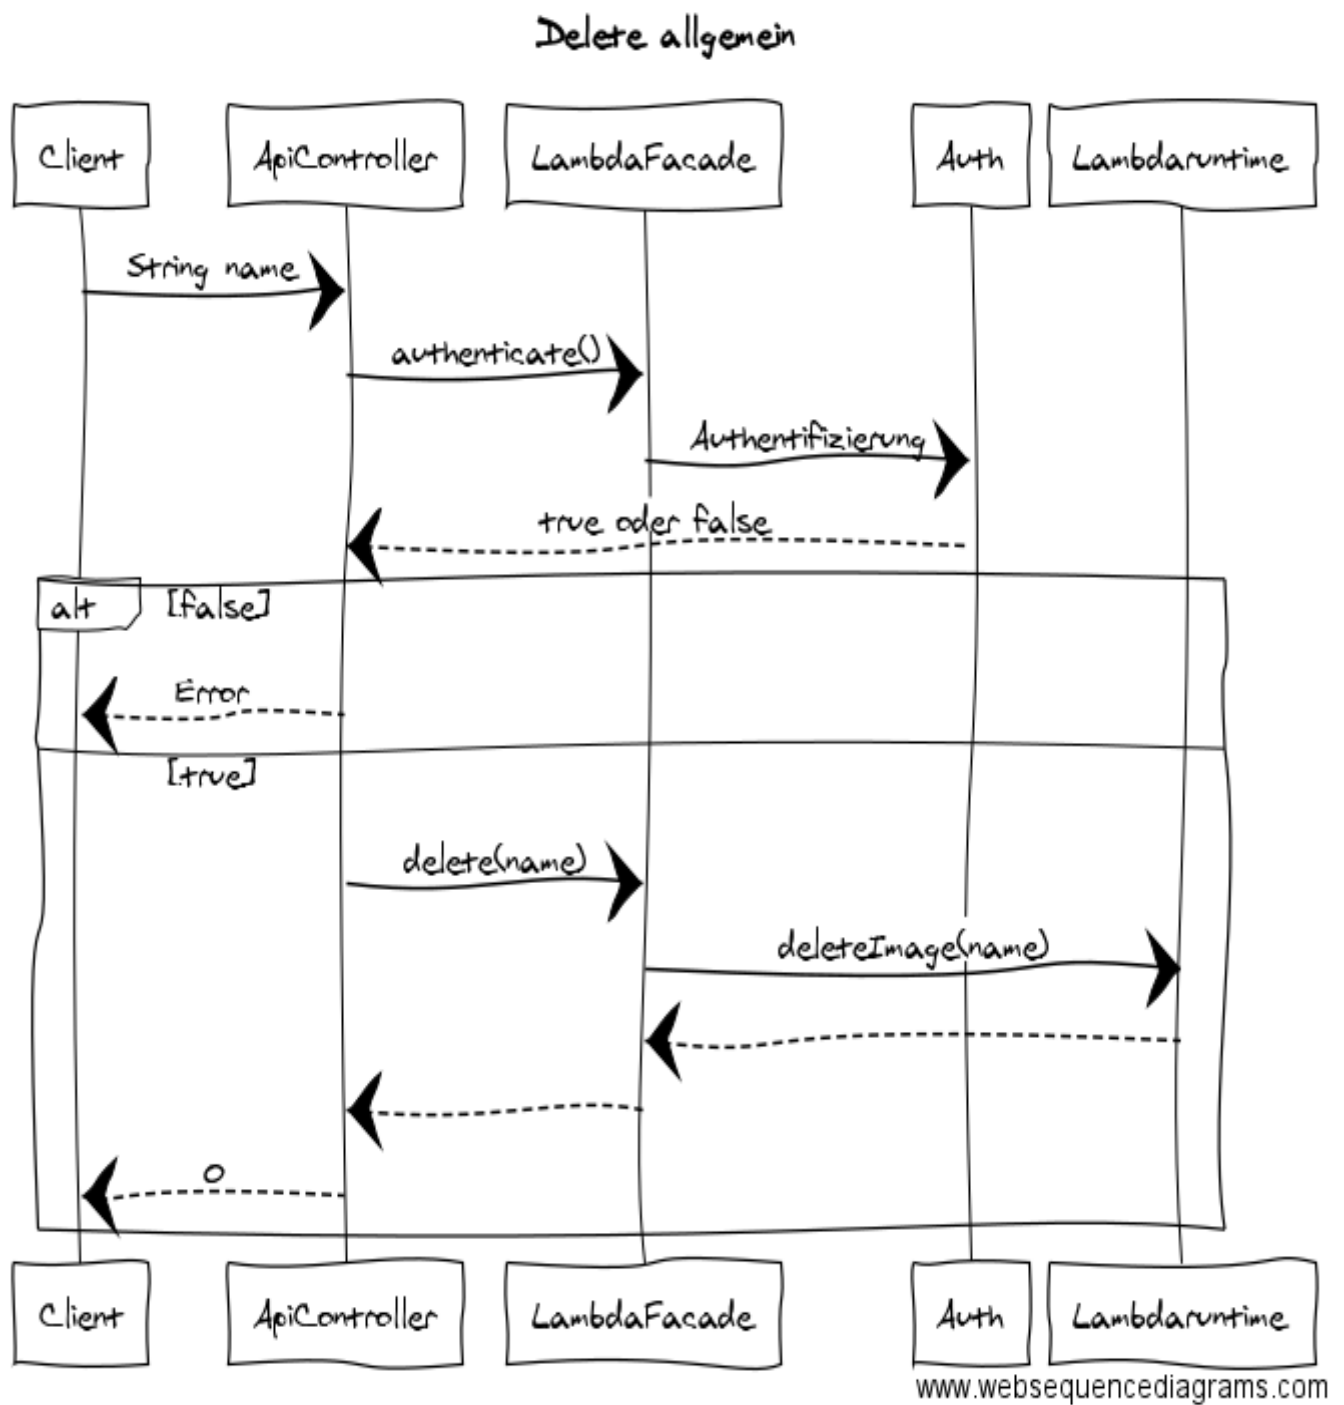 Delete allgemein
Client ApiController LambdaFacade Auth Lambdaruntime
String name
authenticate()
Authentifizierung
true oder false
alt [false]
Error
[true]
delete(name)
deleteImage(name)
0
Client ApiController LambdaFacade Auth Lambdaruntime
www.websequencediagrams.com